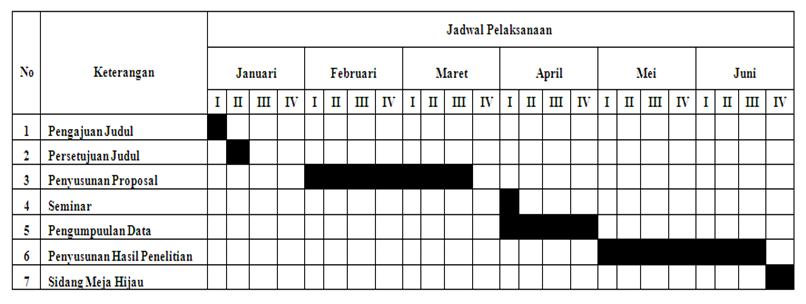 Jadwal Pelaksanaan
No Keterangan
Januari Februari Maret April Mei Juni
I II III IV I II III IV I II III IV I II III IV I II III IV I II III IV
1 Pengajuan Judul
2 Persetujuan Judul
3 Penyusunan Proposal
4 Seminar
5 Pengumpuulan Data
6 Penyusunan Hasil Penelitian
7 Sidang Meja Hijau